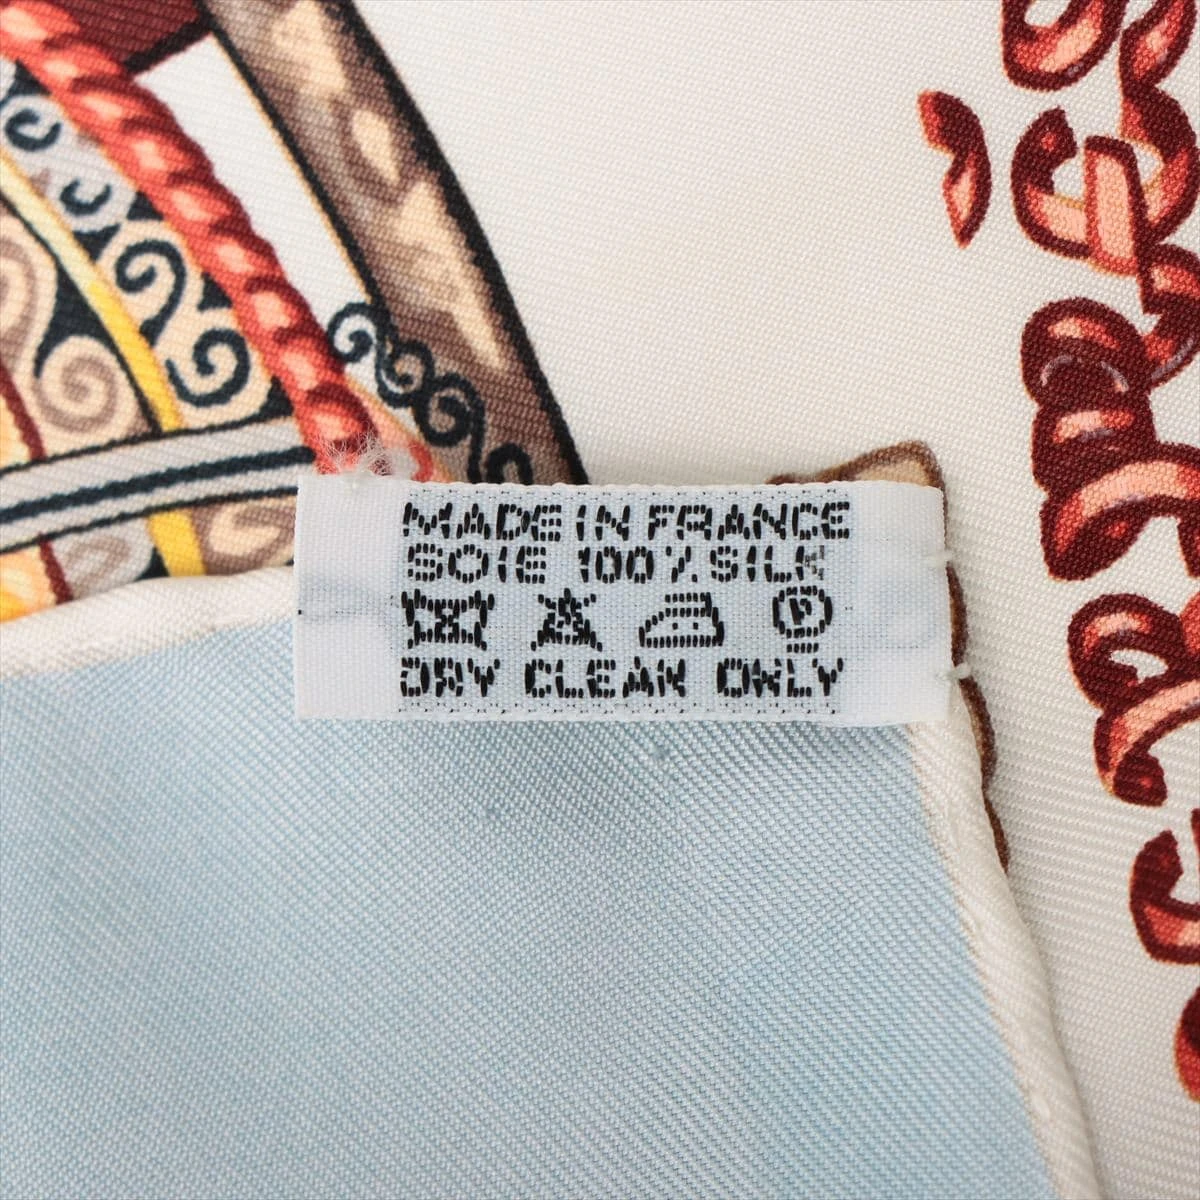 MADE IN FRANCE
SOIE 100% SILK
P
DRY CLEAN ONLY